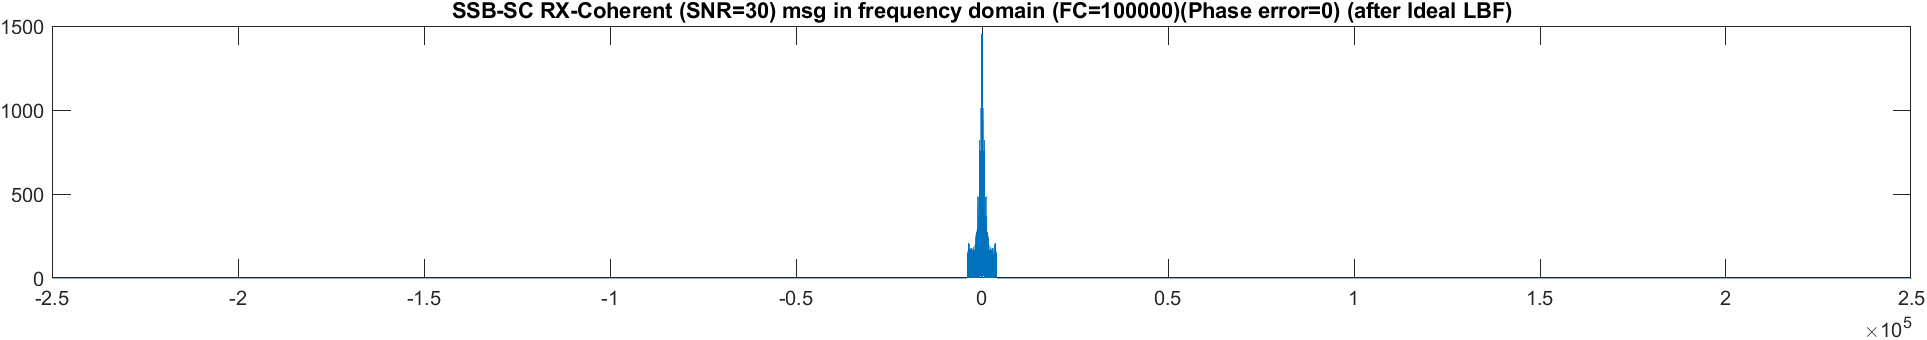 SSB-SC RX-Coherent (SNR=30) msg in frequency domain (FC=100000)(Phase error=0) (after Ideal LBF)
1500
1000
500
0
-2.5 -2 -1.5 -1 -0.5 0 0.5 1 1.5 2 2.5
×10⁵